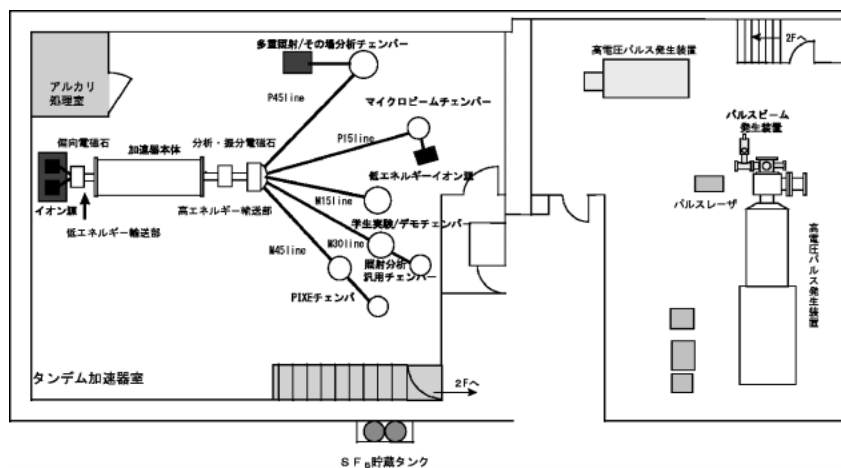 多重照射/その場分析チェンバー
2Fへ
高電圧パルス発生装置
アルカリ
処理室
P45line
マイクロビームチェンバー
パルスビーム
発生装置
偏向電磁石
加速器本体
分析・振分電磁石
P15line
低エネルギーイオン源
パルスレーザ
イオン源
高エネルギー輸送部
M15line
低エネルギー輸送部
学生実験/デモチェンバー
M30line
M45line
照射分析
汎用チェンバー
高電圧パルス発生装置
PIXEチェンバ
タンデム加速器室
2Fへ
SF6貯蔵タンク